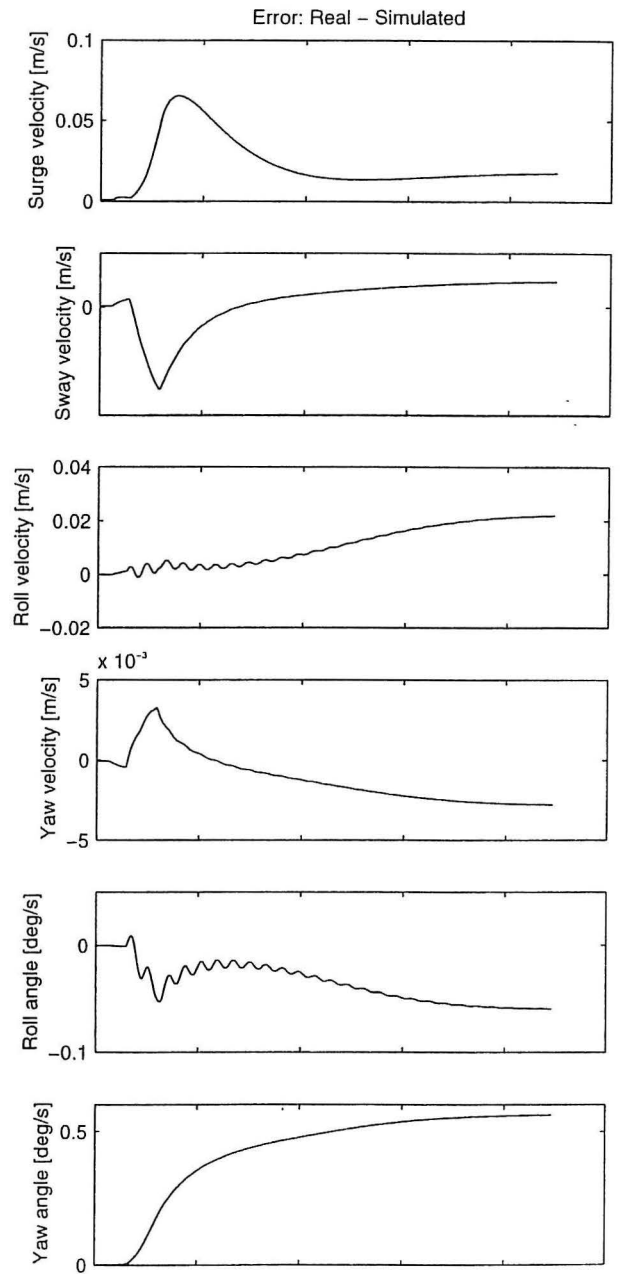 Error: Real − Simulated
Surge velocity [m/s]
0.1
0.05
0
Sway velocity [m/s]
0
Roll velocity [m/s]
0.04
0.02
0
−0.02
x 10⁻³
Yaw velocity [m/s]
5
0
−5
Roll angle [deg/s]
0
−0.1
Yaw angle [deg/s]
0.5
0